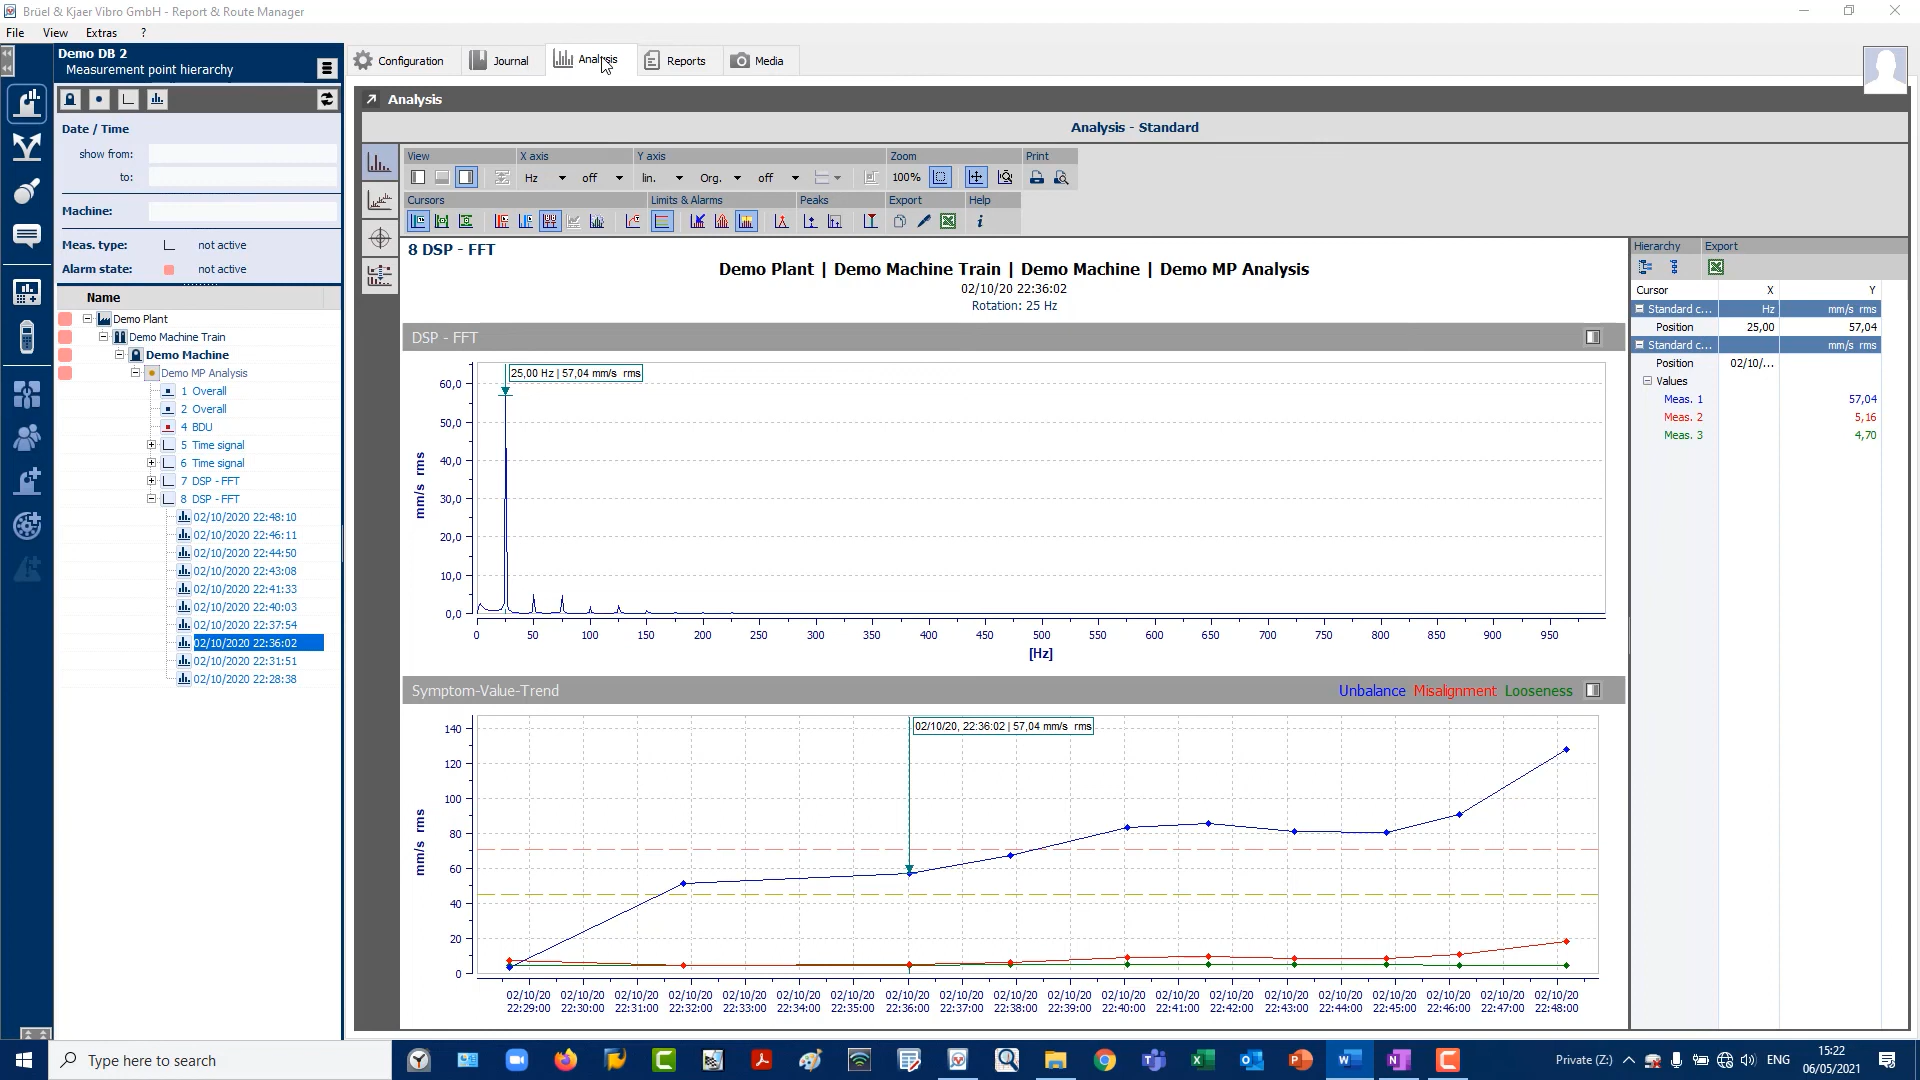 Brüel & Kjaer Vibro GmbH - Report & Route Manager
File View Extras ?
Demo DB 2
Measurement point hierarchy
Configuration Journal Analysis Reports Media
Analysis
Analysis - Standard
Date / Time
show from:
to:
Machine:
Meas. type: not active
Alarm state: not active
Name
Demo Plant
Demo Machine Train
Demo Machine
Demo MP Analysis
1 Overall
2 Overall
4 BDU
5 Time signal
6 Time signal
7 DSP - FFT
8 DSP - FFT
02/10/2020 22:48:10
02/10/2020 22:46:11
02/10/2020 22:44:50
02/10/2020 22:43:08
02/10/2020 22:41:33
02/10/2020 22:40:03
02/10/2020 22:37:54
02/10/2020 22:36:02
02/10/2020 22:31:51
02/10/2020 22:28:38
View X axis Y axis Zoom Print
Hz off lin. Org. off 100%
Cursors Limits & Alarms Peaks Export Help
8 DSP - FFT
Demo Plant | Demo Machine Train | Demo Machine | Demo MP Analysis
02/10/20 22:36:02
Rotation: 25 Hz
DSP - FFT
25,00 Hz | 57,04 mm/s rms
60,0
50,0
40,0
30,0
20,0
10,0
0,0
mm/s rms
0 50 100 150 200 250 300 350 400 450 500 550 600 650 700 750 800 850 900 950
[Hz]
Symptom-Value-Trend Unbalance Misalignment Looseness
02/10/20, 22:36:02 | 57,04 mm/s rms
140
120
100
80
60
40
20
0
mm/s rms
02/10/20 02/10/20 02/10/20 02/10/20 02/10/20 02/10/20 02/10/20 02/10/20 02/10/20 02/10/20 02/10/20 02/10/20 02/10/20 02/10/20 02/10/20 02/10/20 02/10/20 02/10/20 02/10/20 02/10/20
22:29:00 22:30:00 22:31:00 22:32:00 22:33:00 22:34:00 22:35:00 22:36:00 22:37:00 22:38:00 22:39:00 22:40:00 22:41:00 22:42:00 22:43:00 22:44:00 22:45:00 22:46:00 22:47:00 22:48:00
Hierarchy Export
Cursor X Y
Standard c... Hz mm/s rms
Position 25,00 57,04
Standard c... mm/s rms
Position 02/10/...
Values
Meas. 1 57,04
Meas. 2 5,16
Meas. 3 4,70
Type here to search
Private (Z:) ENG
15:22
06/05/2021